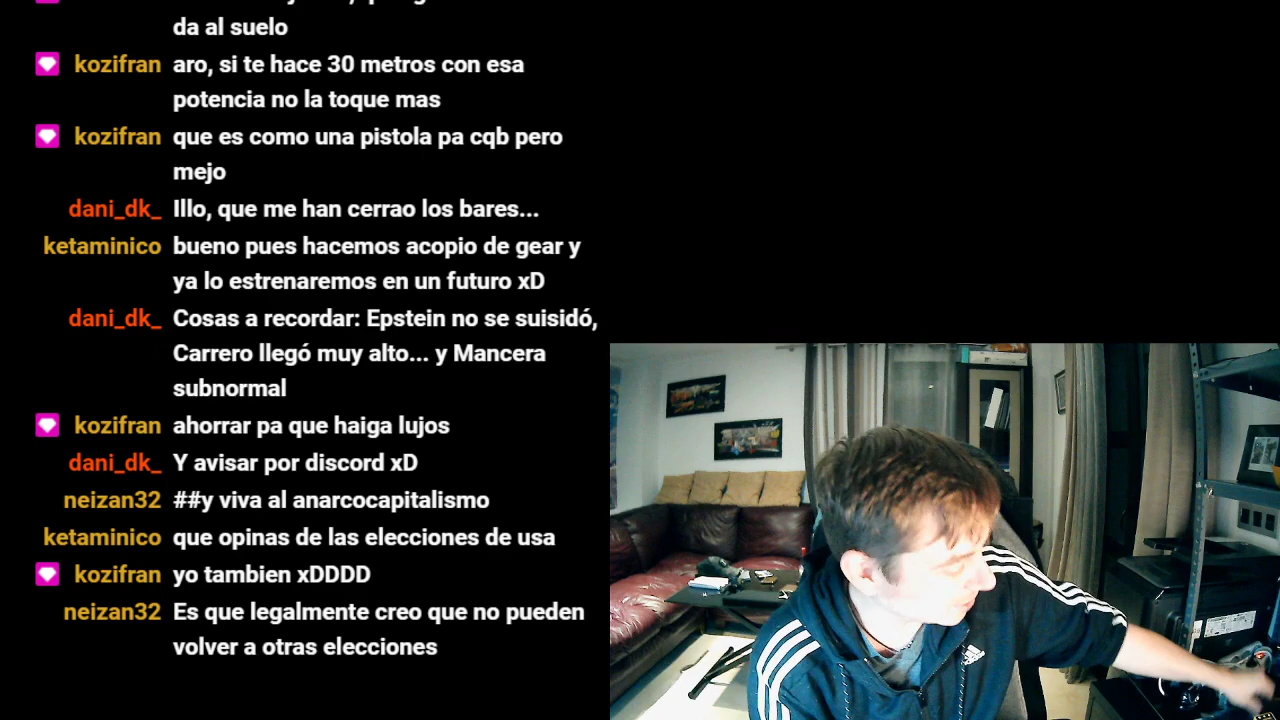 da al suelo
kozifran aro, si te hace 30 metros con esa
potencia no la toque mas
kozifran que es como una pistola pa cqb pero
mejo
dani_dk_ Illo, que me han cerrao los bares...
ketaminico bueno pues hacemos acopio de gear y
ya lo estrenaremos en un futuro xD
dani_dk_ Cosas a recordar: Epstein no se suisidó,
Carrero llegó muy alto... y Mancera
subnormal
kozifran ahorrar pa que haiga lujos
dani_dk_ Y avisar por discord xD
neizan32 ##y viva al anarcocapitalismo
ketaminico que opinas de las elecciones de usa
kozifran yo tambien xDDDD
neizan32 Es que legalmente creo que no pueden
volver a otras elecciones